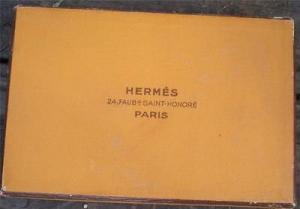 HERMÈS
24,FAUBG SAINT-HONORÉ
PARIS